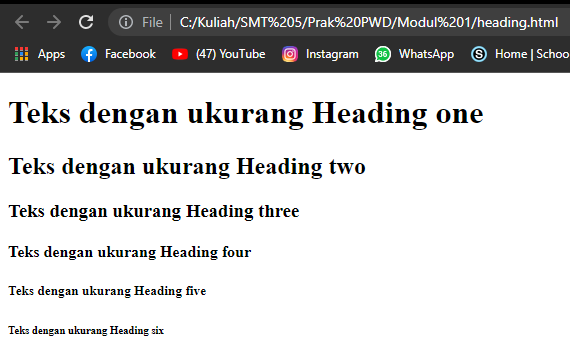 File | C:/Kuliah/SMT%205/Prak%20PWD/Modul%201/heading.html
Apps Facebook (47) YouTube Instagram 36 WhatsApp S Home | Schoo
Teks dengan ukurang Heading one
Teks dengan ukurang Heading two
Teks dengan ukurang Heading three
Teks dengan ukurang Heading four
Teks dengan ukurang Heading five
Teks dengan ukurang Heading six